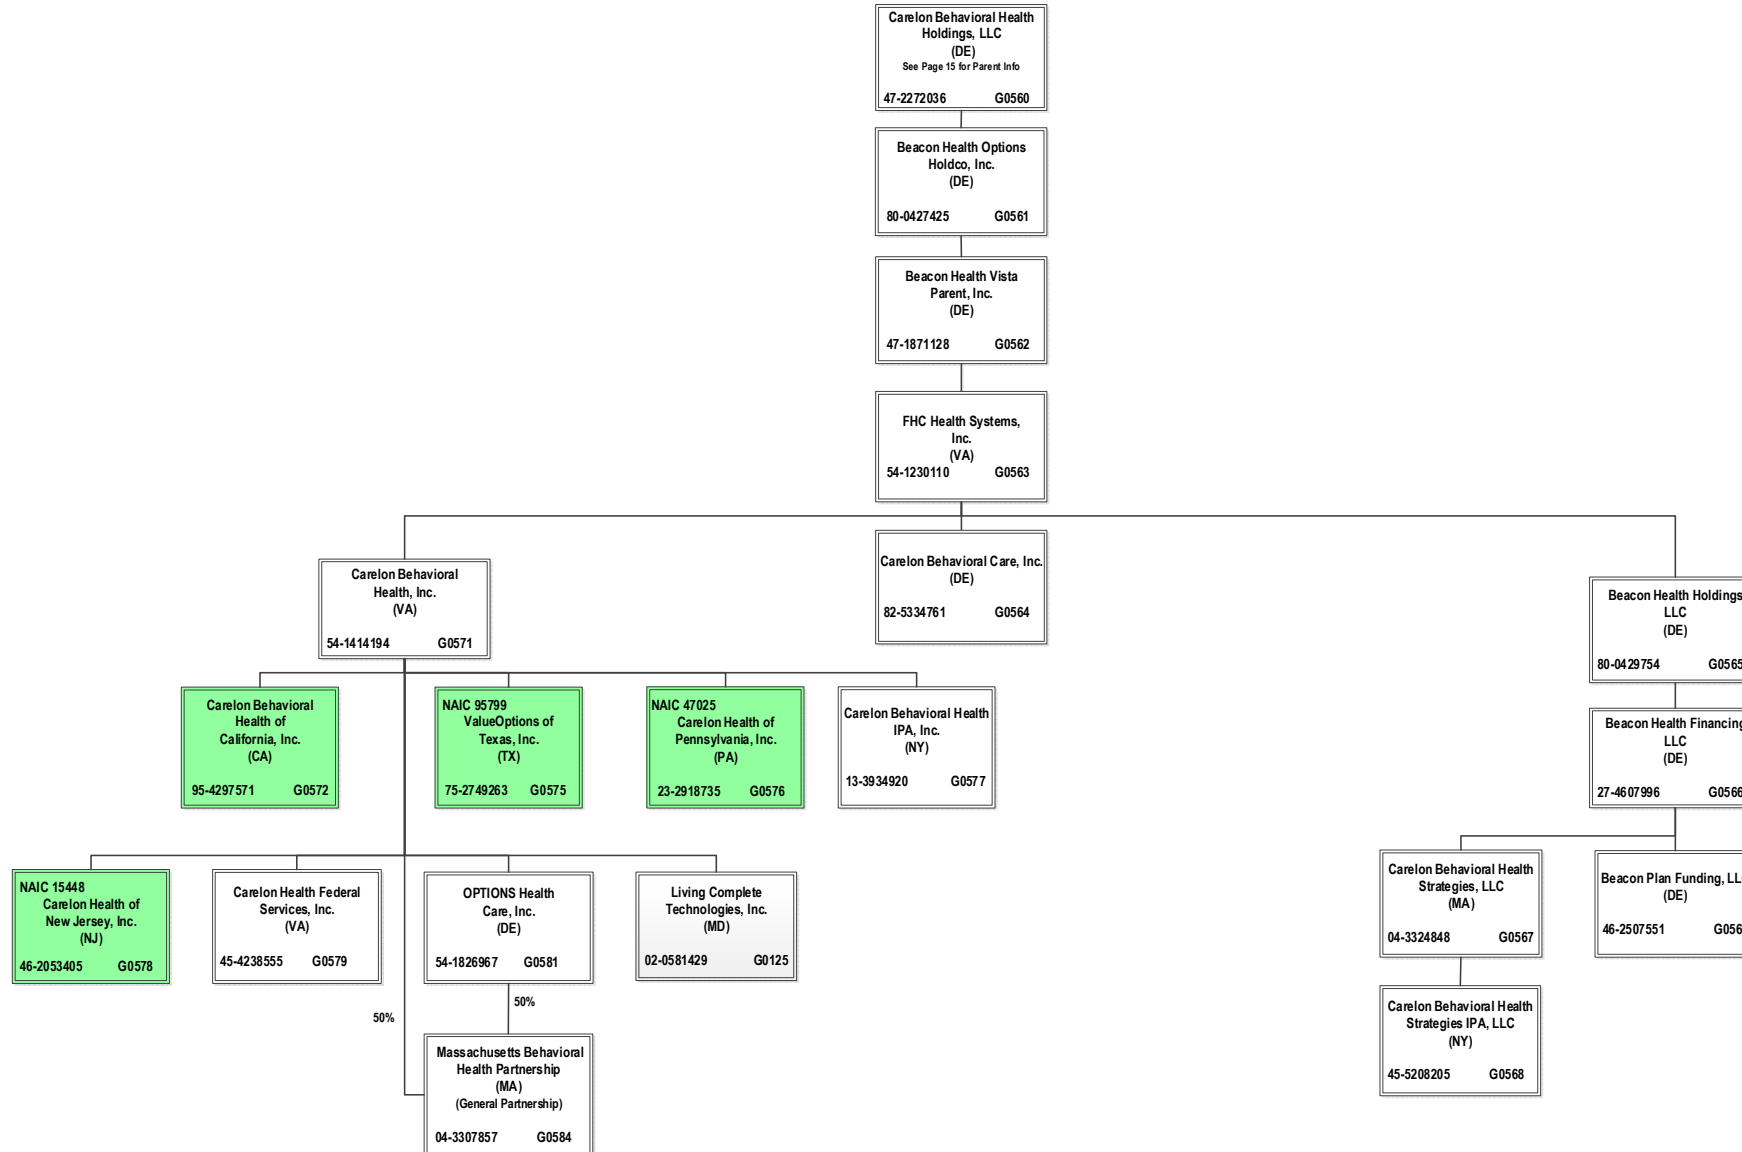 Carelon Behavioral Health
Holdings, LLC
(DE)
See Page 15 for Parent Info
47-2272036 G0560
Beacon Health Options
Holdco, Inc.
(DE)
80-0427425 G0561
Beacon Health Vista
Parent, Inc.
(DE)
47-1871128 G0562
FHC Health Systems,
Inc.
(VA)
54-1230110 G0563
Carelon Behavioral
Health, Inc.
(VA)
54-1414194 G0571
Carelon Behavioral Care, Inc.
(DE)
82-5334761 G0564
Beacon Health Holdings
LLC
(DE)
80-0429754 G0565
Carelon Behavioral
Health of
California, Inc.
(CA)
95-4297571 G0572
NAIC 95799
ValueOptions of
Texas, Inc.
(TX)
75-2749263 G0575
NAIC 47025
Carelon Health of
Pennsylvania, Inc.
(PA)
23-2918735 G0576
Carelon Behavioral Health
IPA, Inc.
(NY)
13-3934920 G0577
Beacon Health Financing
LLC
(DE)
27-4607996 G0566
NAIC 15448
Carelon Health of
New Jersey, Inc.
(NJ)
46-2053405 G0578
Carelon Health Federal
Services, Inc.
(VA)
45-4238555 G0579
OPTIONS Health
Care, Inc.
(DE)
54-1826967 G0581
Living Complete
Technologies, Inc.
(MD)
02-0581429 G0125
Carelon Behavioral Health
Strategies, LLC
(MA)
04-3324848 G0567
Beacon Plan Funding,
(DE)
46-2507551
50%
50%
Massachusetts Behavioral
Health Partnership
(MA)
(General Partnership)
04-3307857 G0584
Carelon Behavioral Health
Strategies IPA, LLC
(NY)
45-5208205 G0568